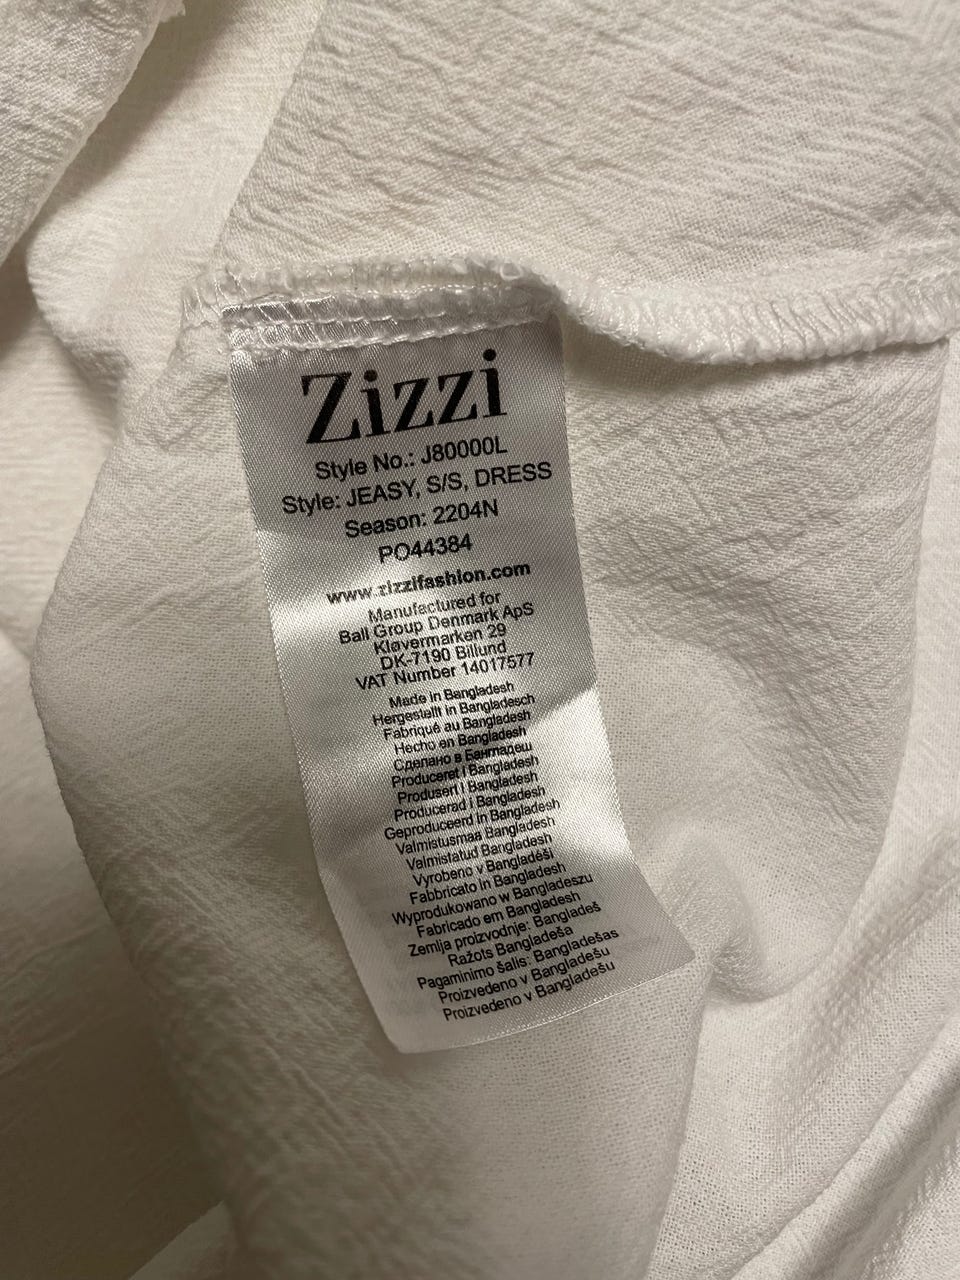 Zizzi
Style No.: J80000L
Style: JEASY, S/S, DRESS
Season: 2204N
PO44384
www.zizzifashion.com
Manufactured for
Ball Group Denmark ApS
Kløvermarken 29
DK-7190 Billund
VAT Number 14017577
Made in Bangladesh
Hergestellt in Bangladesch
Fabriqué au Bangladesh
Hecho en Bangladesh
Сделано в Бангладеш
Produceret i Bangladesh
Produsert i Bangladesh
Producerad i Bangladesh
Geproduceerd in Bangladesh
Valmistusmaa Bangladesh
Valmistatud Bangladesh
Vyrobeno v Bangladéši
Fabbricato in Bangladesh
Wyprodukowano w Bangladeszu
Fabricado em Bangladesh
Zemlja proizvodnje: Bangladeš
Ražots Bangladeša
Pagaminimo šalis: Bangladešas
Proizvedeno v Bangladešu
Proizvedeno v Bangladešu